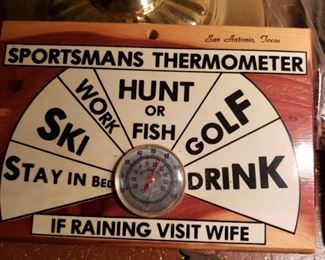 San Antonio, Texas
SPORTSMANS THERMOMETER
STAY IN BED
SKI
WORK
HUNT
OR
FISH
GOLF
DRINK
IF RAINING VISIT WIFE